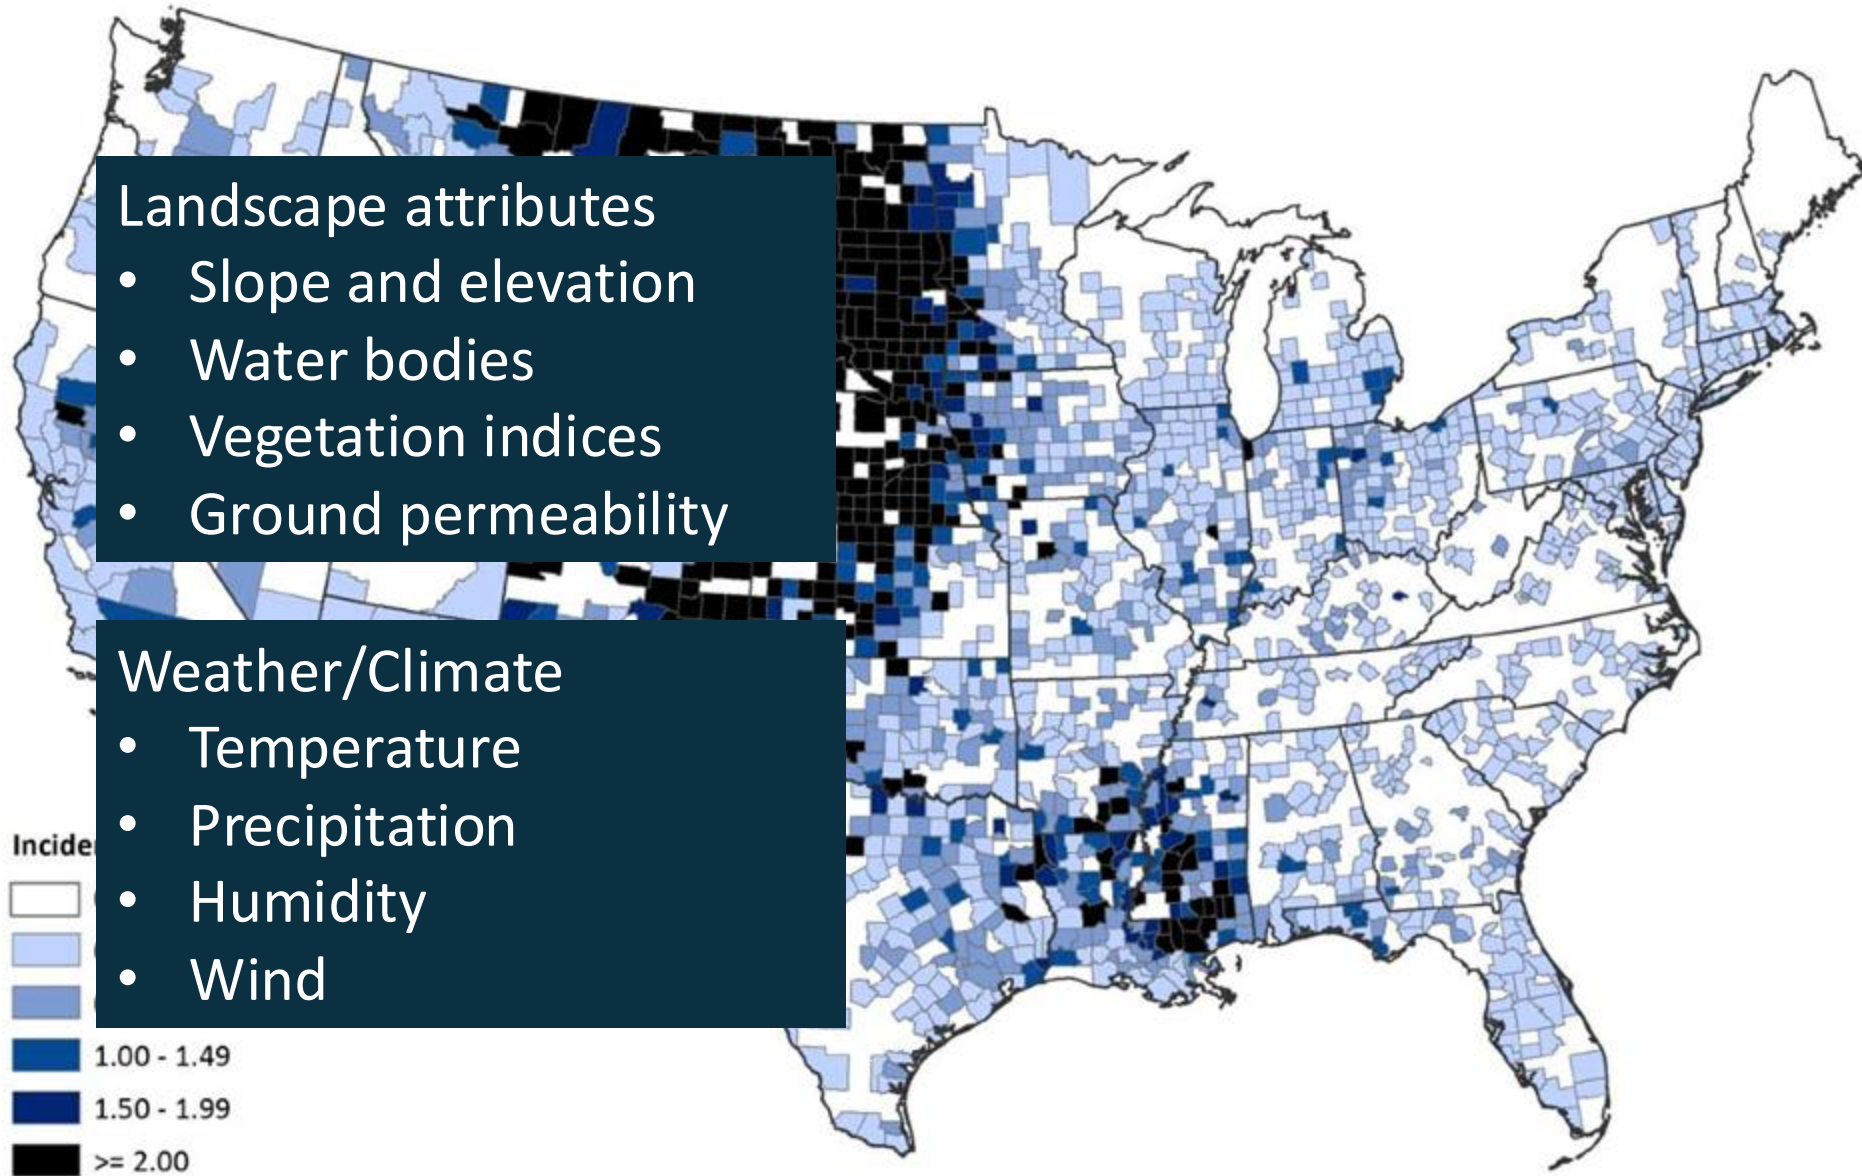 Landscape attributes
• Slope and elevation
• Water bodies
• Vegetation indices
• Ground permeability
Weather/Climate
• Temperature
• Precipitation
• Humidity
• Wind
1.00 - 1.49
1.50 - 1.99
>= 2.00